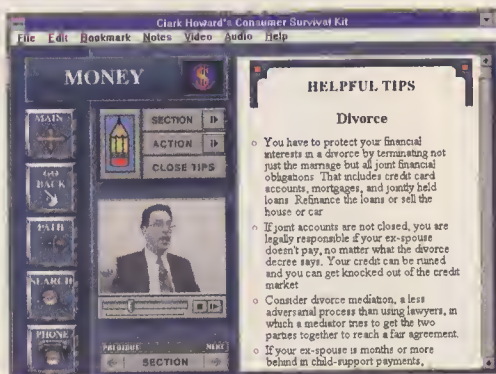 Clark Howard's Consumer Survival Kit
File Edit Bookmark Notes Video Audio Help
MONEY
$
MAIN
GO
BACK
PATH
SEARCH
PHONE
SECTION
ACTION
CLOSE TIPS
PREVIOUS NEXT
SECTION
HELPFUL TIPS
Divorce
You have to protect your financial
interests in a divorce by terminating not
just the marriage but all joint financial
obligations That includes credit card
accounts, mortgages, and jointly held
loans Refinance the loans or sell the
house or car
If joint accounts are not closed, you are
legally responsible if your ex-spouse
doesn't pay, no matter what the divorce
decree says. Your credit can be ruined
and you can get knocked out of the credit
market
Consider divorce mediation, a less
adversarial process than using lawyers, in
which a mediator tries to get the two
parties together to reach a fair agreement.
If your ex-spouse is months or more
behind in child-support payments,